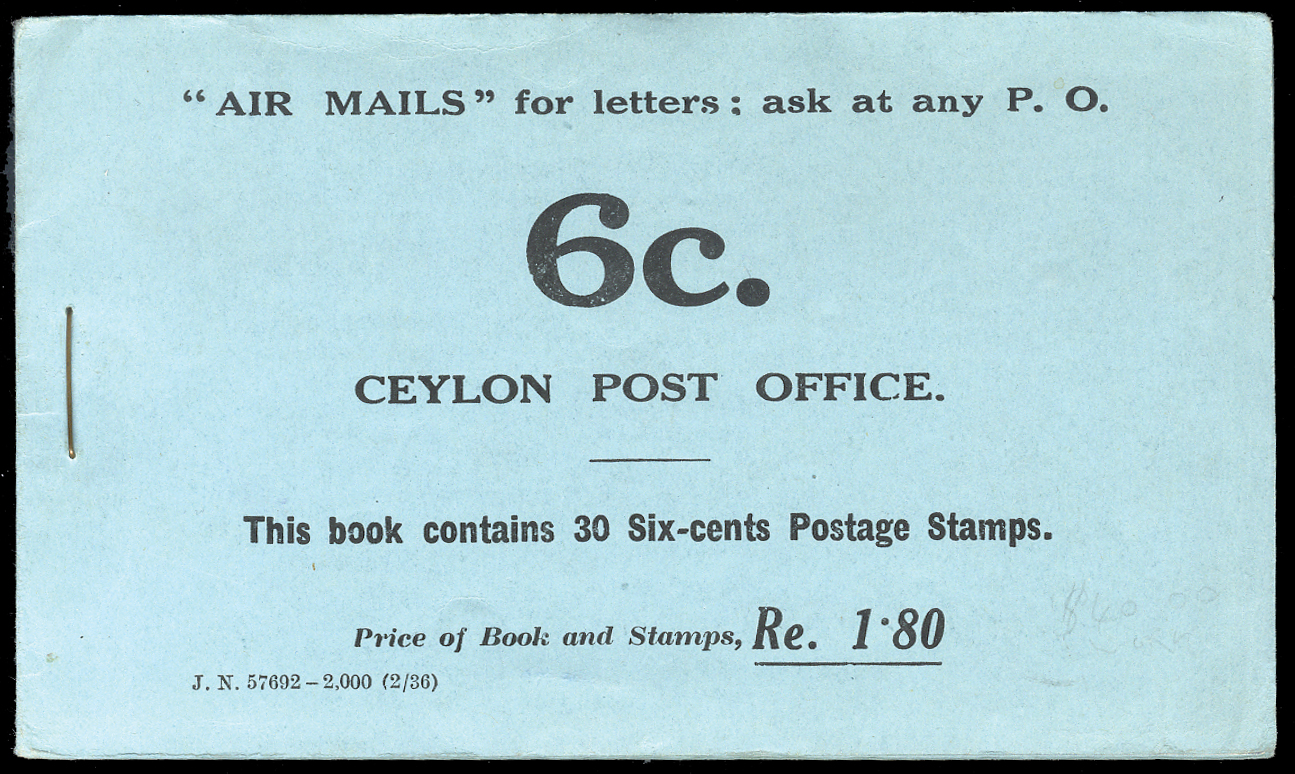 “AIR MAILS” for letters ; ask at any P. O.
6c.
CEYLON POST OFFICE.
This book contains 30 Six-cents Postage Stamps.
Price of Book and Stamps, Re. 1·80
J. N. 57692 – 2,000 (2/36)